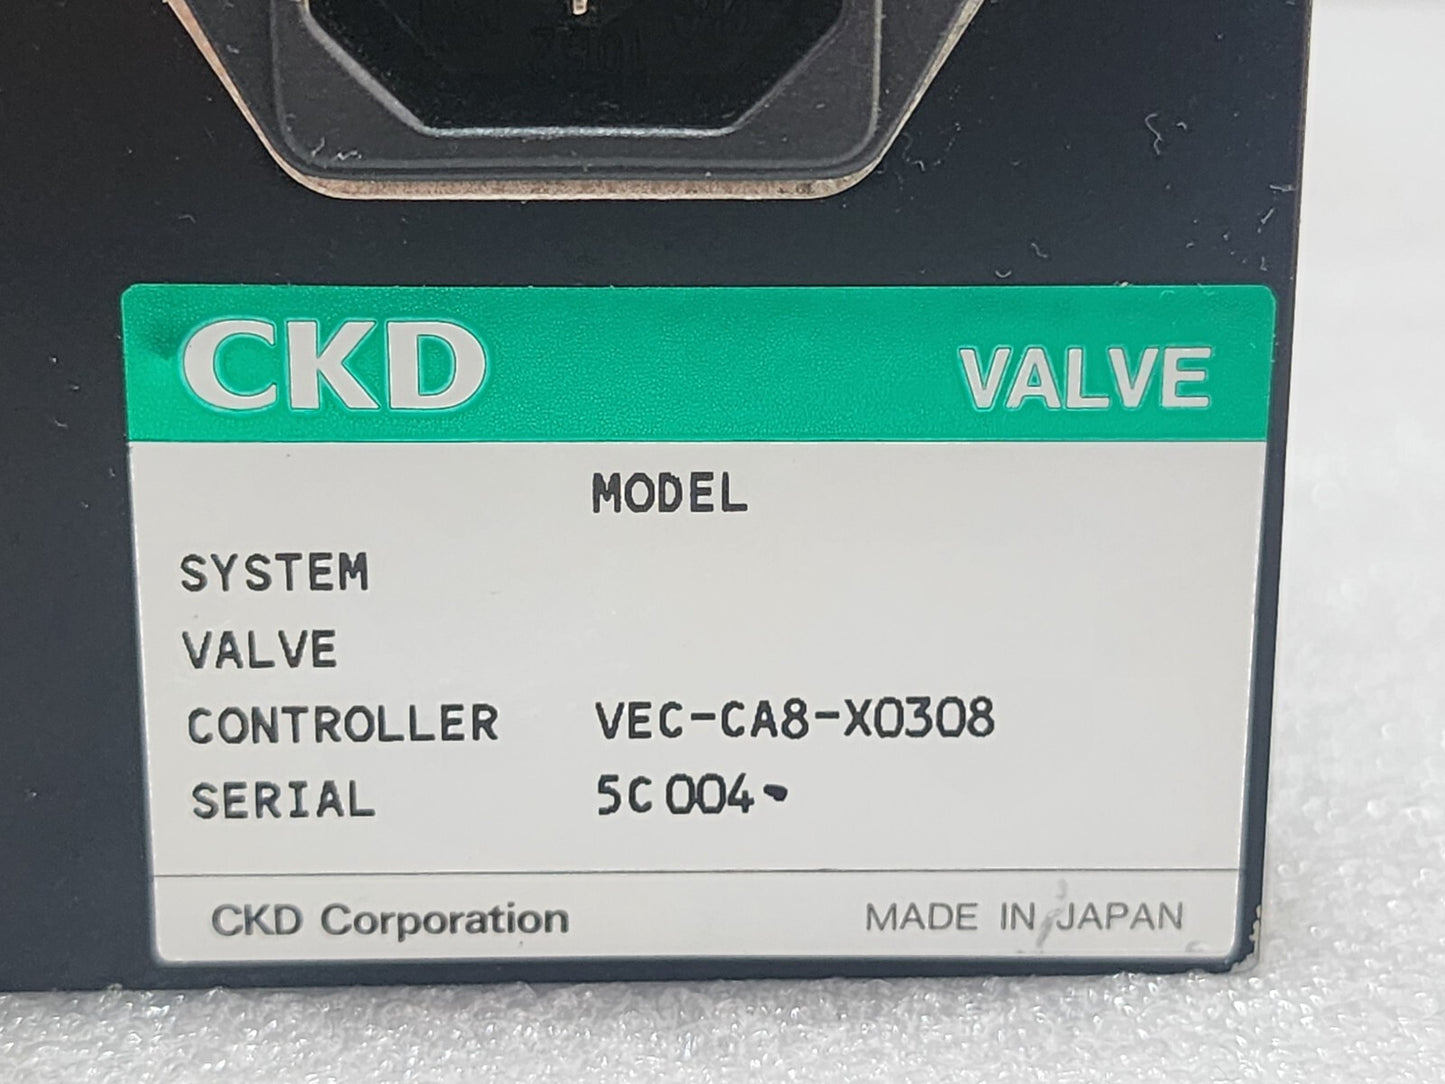 CKD VALVE
MODEL
SYSTEM
VALVE
CONTROLLER VEC-CA8-X0308
SERIAL 5C004
CKD Corporation MADE IN JAPAN